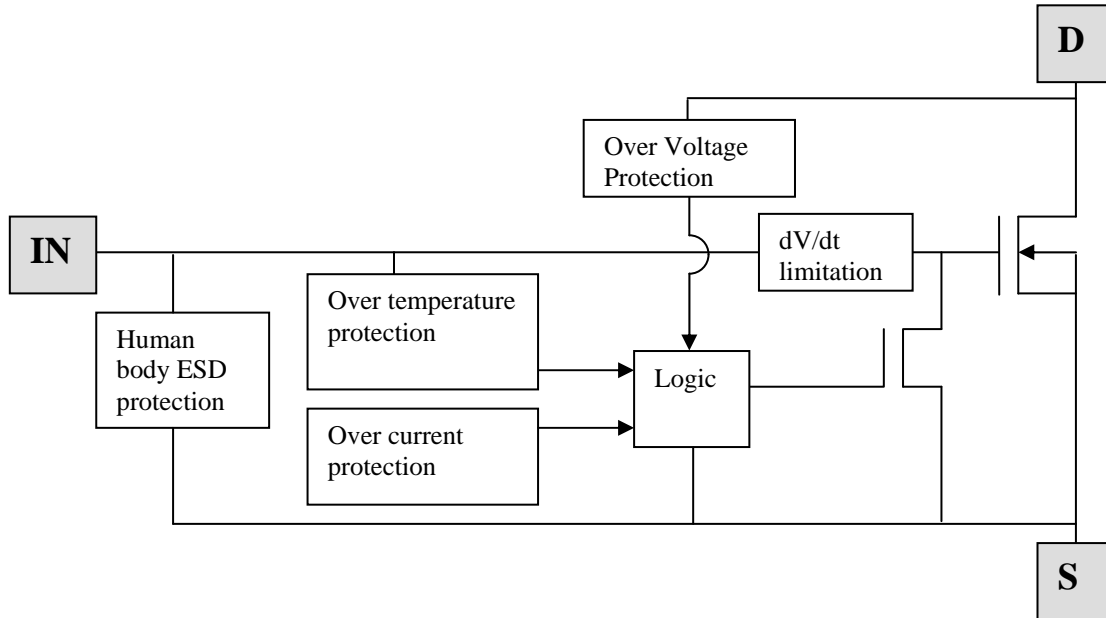 D
Over Voltage
Protection
IN
dV/dt
limitation
Over temperature
protection
Human
body ESD
protection
Logic
Over current
protection
S